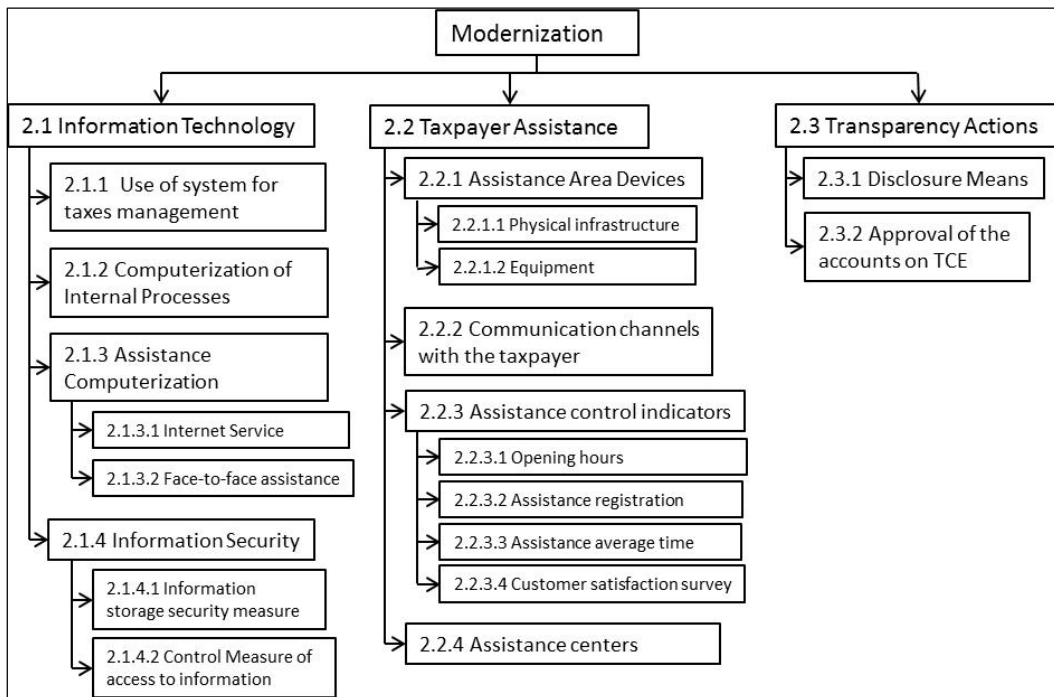 Modernization
2.1 Information Technology
2.1.1 Use of system for
taxes management
2.1.2 Computerization of
Internal Processes
2.1.3 Assistance
Computerization
2.1.3.1 Internet Service
2.1.3.2 Face-to-face assistance
2.1.4 Information Security
2.1.4.1 Information
storage security measure
2.1.4.2 Control Measure of
access to information
2.2 Taxpayer Assistance
2.2.1 Assistance Area Devices
2.2.1.1 Physical infrastructure
2.2.1.2 Equipment
2.2.2 Communication channels
with the taxpayer
2.2.3 Assistance control indicators
2.2.3.1 Opening hours
2.2.3.2 Assistance registration
2.2.3.3 Assistance average time
2.2.3.4 Customer satisfaction survey
2.2.4 Assistance centers
2.3 Transparency Actions
2.3.1 Disclosure Means
2.3.2 Approval of the
accounts on TCE